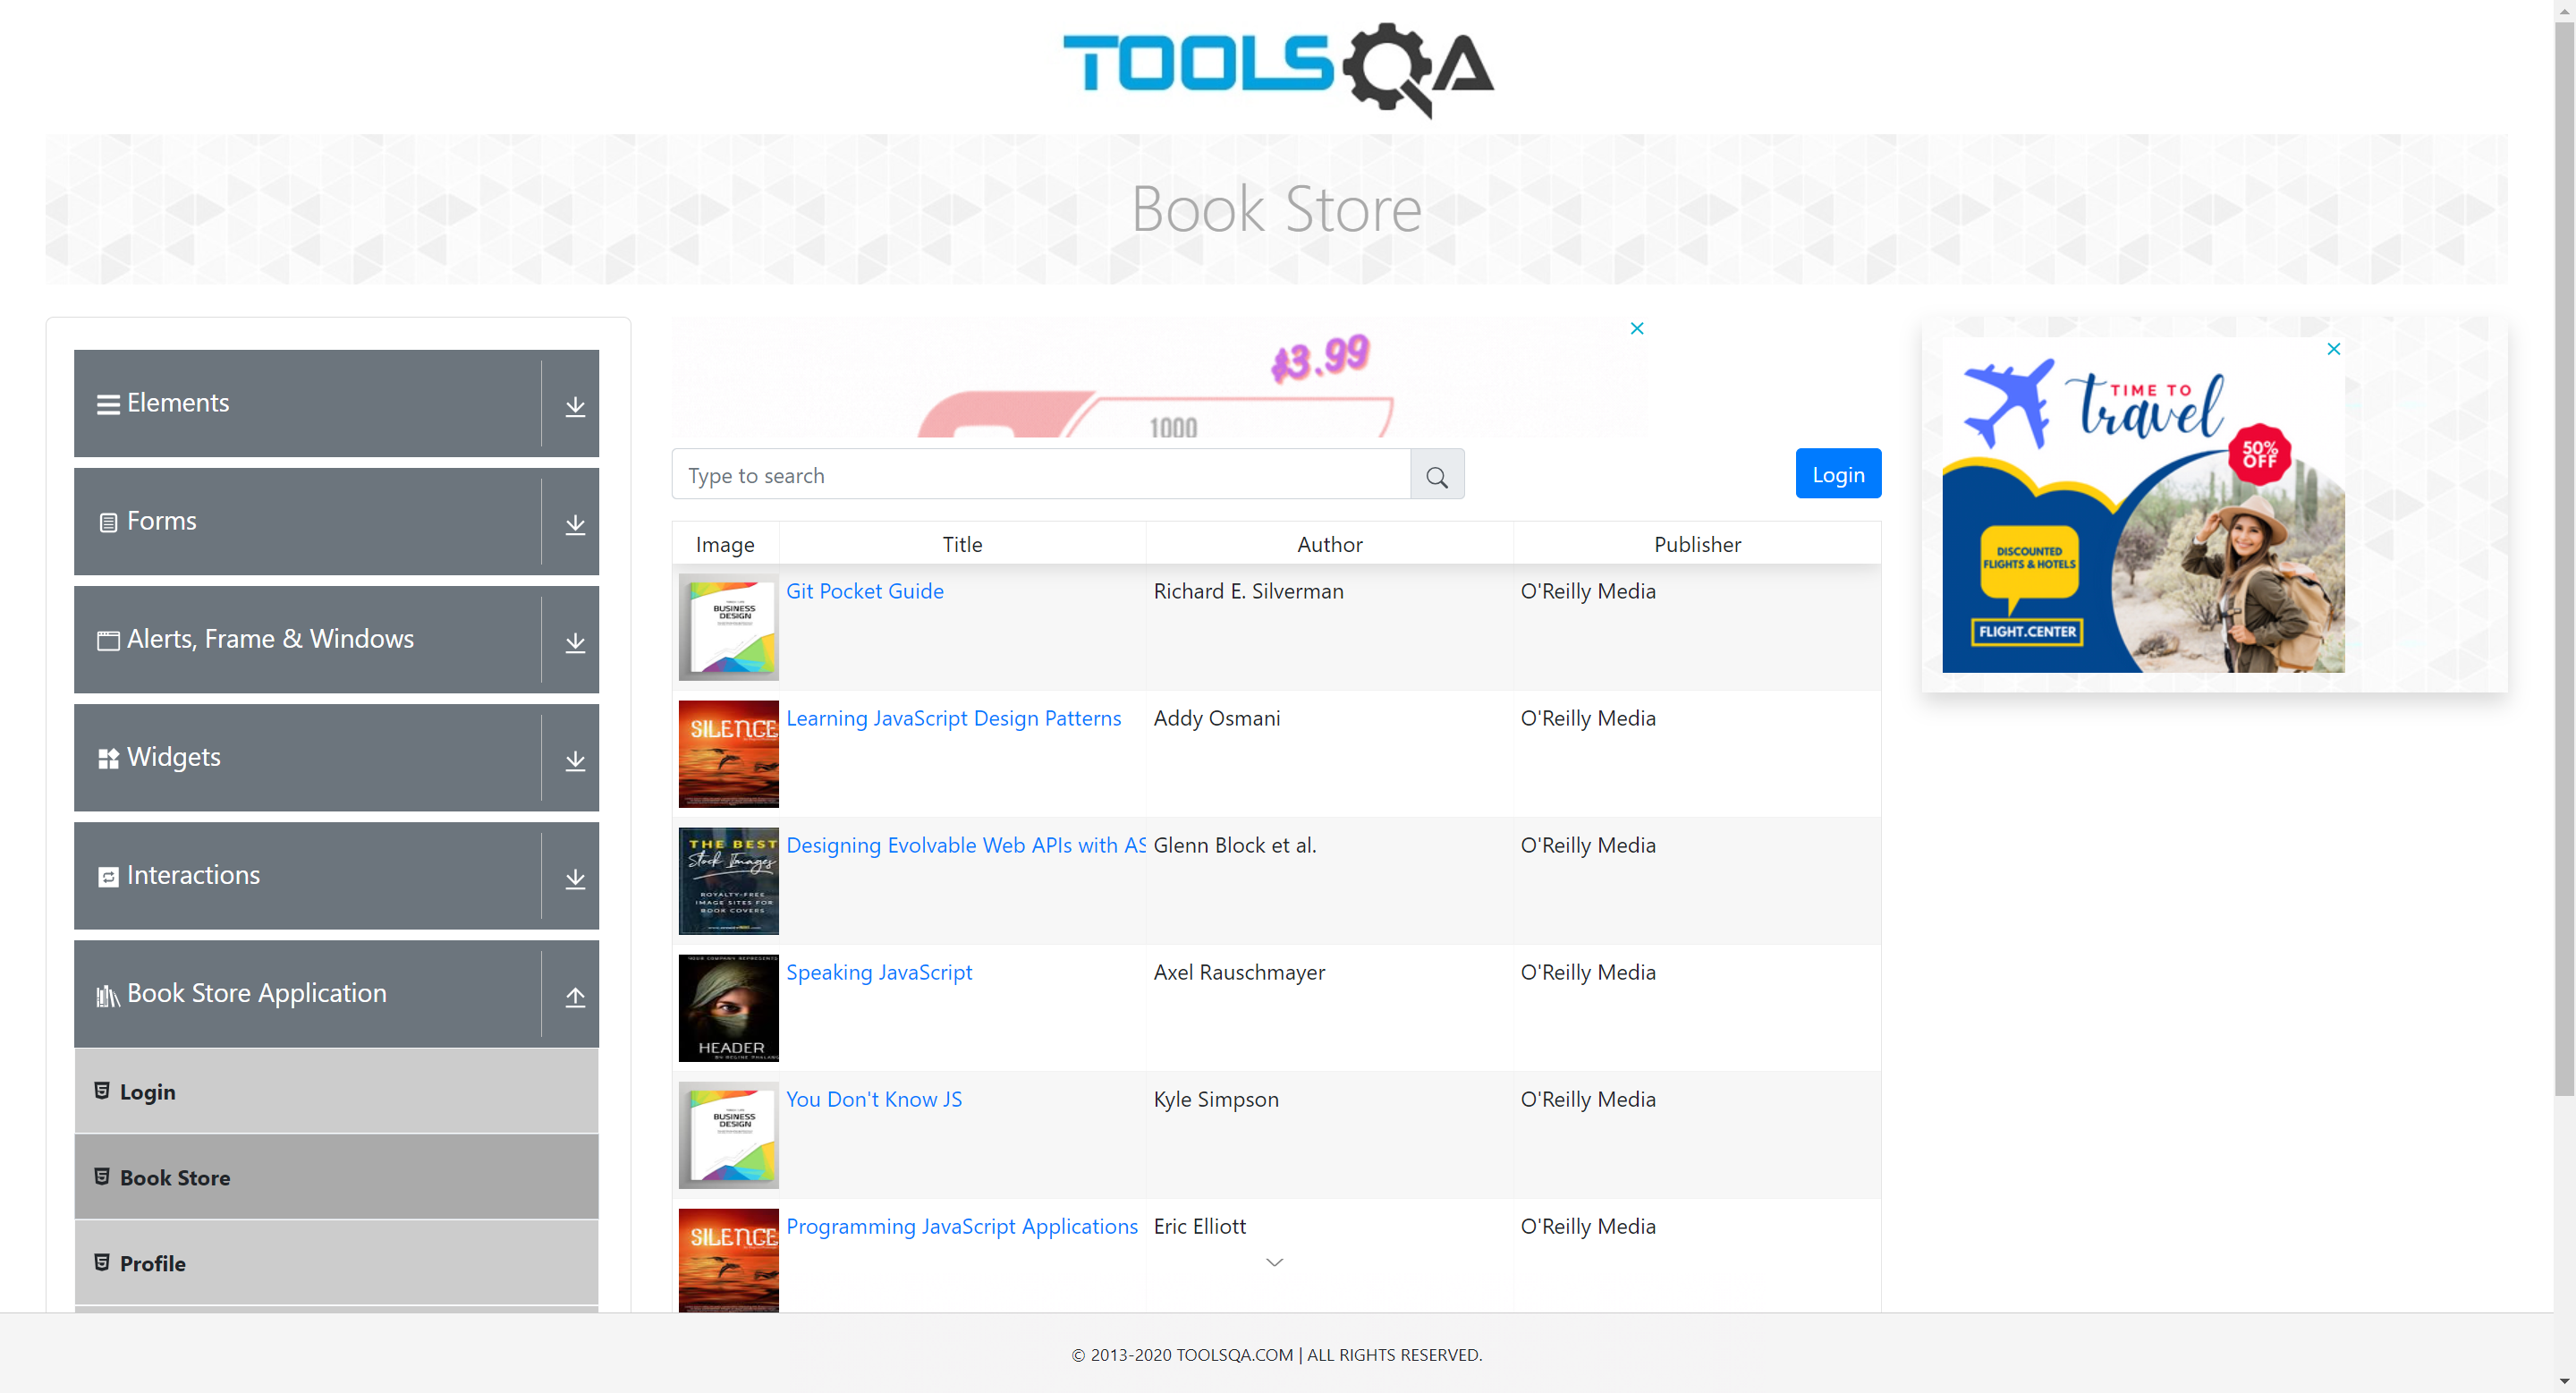 TOOLSQA
Book Store
Elements
Forms
Alerts, Frame & Windows
Widgets
Interactions
Book Store Application
Login
Book Store
Profile
$3.99
1000
Type to search
Login
Image Title Author Publisher
BUSINESS
DESIGN
Git Pocket Guide Richard E. Silverman O'Reilly Media
SILENCE
Learning JavaScript Design Patterns Addy Osmani O'Reilly Media
THE BEST
Stock Images
ROYALTY-FREE
IMAGE SITES FOR
BOOK COVERS
Designing Evolvable Web APIs with AS Glenn Block et al. O'Reilly Media
YOUR COMPANY REPRESENTS
HEADER
Speaking JavaScript Axel Rauschmayer O'Reilly Media
BUSINESS
DESIGN
You Don't Know JS Kyle Simpson O'Reilly Media
SILENCE
Programming JavaScript Applications Eric Elliott O'Reilly Media
TIME TO
travel
50%
OFF
DISCOUNTED
FLIGHTS & HOTELS
FLIGHT.CENTER
© 2013-2020 TOOLSQA.COM | ALL RIGHTS RESERVED.